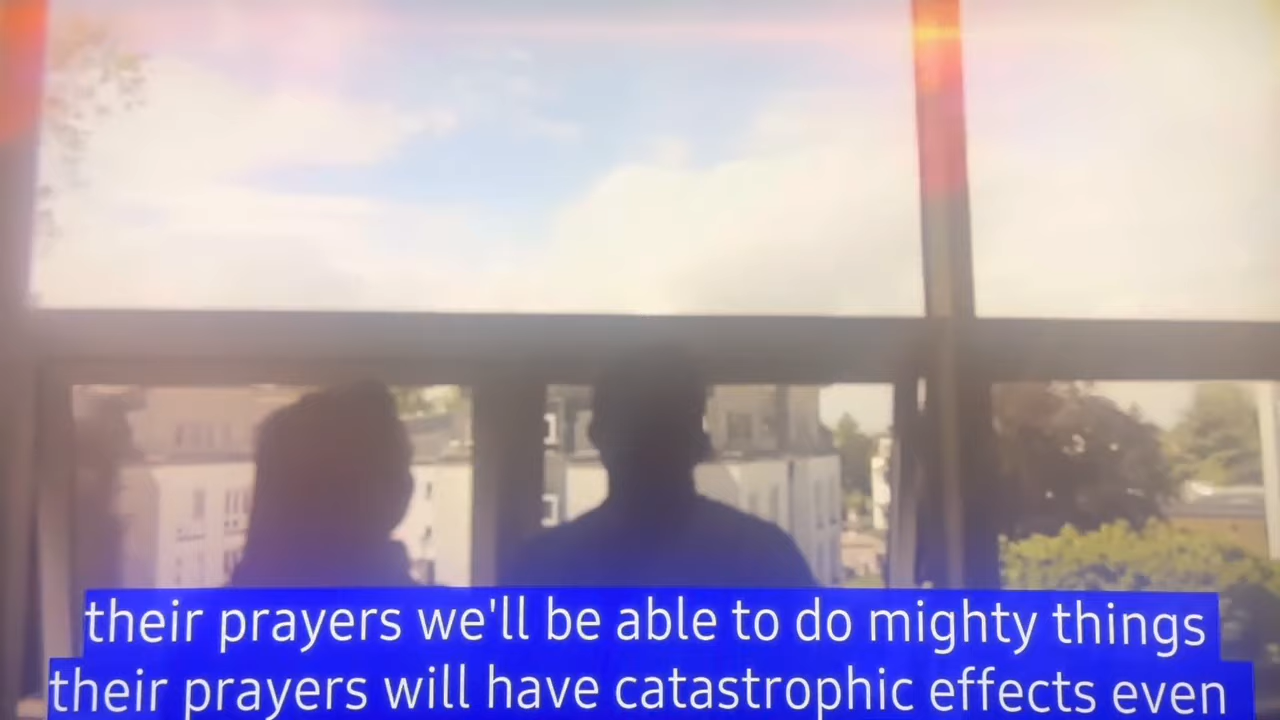 their prayers we'll be able to do mighty things
their prayers will have catastrophic effects even